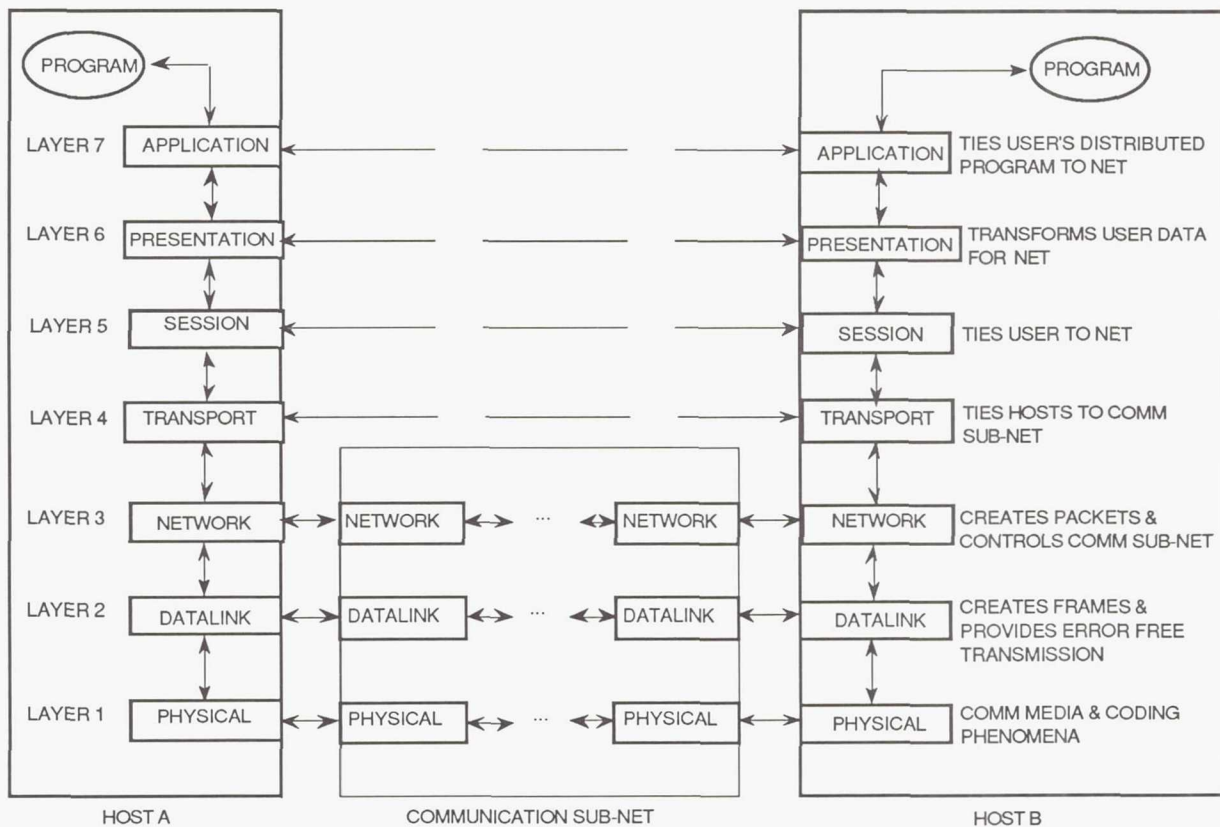 PROGRAM
PROGRAM
LAYER 7
APPLICATION
APPLICATION
TIES USER'S DISTRIBUTED
PROGRAM TO NET
LAYER 6
PRESENTATION
PRESENTATION
TRANSFORMS USER DATA
FOR NET
LAYER 5
SESSION
SESSION
TIES USER TO NET
LAYER 4
TRANSPORT
TRANSPORT
TIES HOSTS TO COMM
SUB-NET
LAYER 3
NETWORK
NETWORK
...
NETWORK
NETWORK
CREATES PACKETS &
CONTROLS COMM SUB-NET
LAYER 2
DATALINK
DATALINK
...
DATALINK
DATALINK
CREATES FRAMES &
PROVIDES ERROR FREE
TRANSMISSION
LAYER 1
PHYSICAL
PHYSICAL
...
PHYSICAL
PHYSICAL
COMM MEDIA & CODING
PHENOMENA
HOST A
COMMUNICATION SUB-NET
HOST B